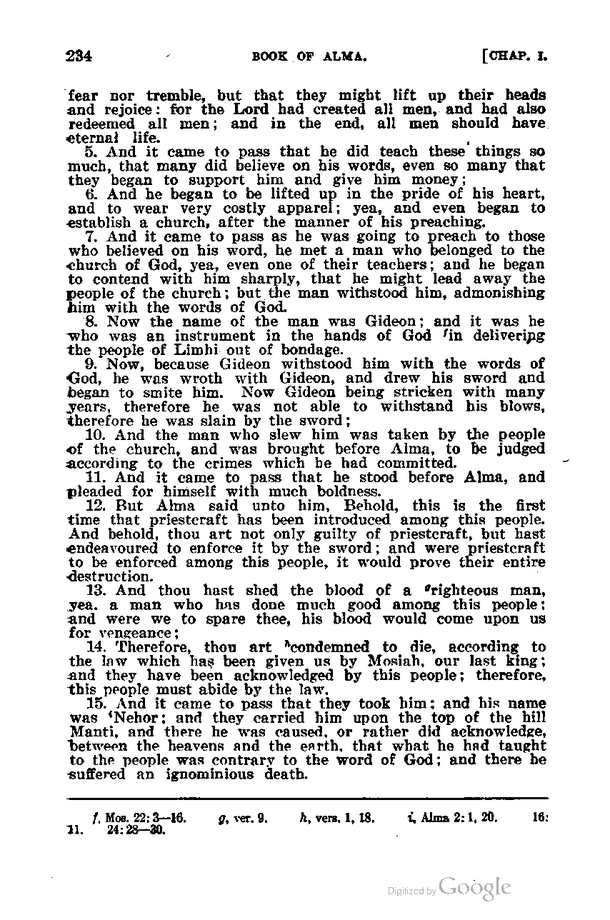 234 BOOK OF ALMA. [CHAP. I.
fear nor tremble, but that they might lift up their heads
and rejoice: for the Lord had created all men, and had also
redeemed all men; and in the end, all men should have
eternal life.
5. And it came to pass that he did teach these things so
much, that many did believe on his words, even so many that
they began to support him and give him money;
6. And he began to be lifted up in the pride of his heart,
and to wear very costly apparel; yea, and even began to
establish a church, after the manner of his preaching.
7. And it came to pass as he was going to preach to those
who believed on his word, he met a man who belonged to the
church of God, yea, even one of their teachers; and he began
to contend with him sharply, that he might lead away the
people of the church; but the man withstood him, admonishing
him with the words of God.
8. Now the name of the man was Gideon; and it was he
who was an instrument in the hands of God fin delivering
the people of Limhi out of bondage.
9. Now, because Gideon withstood him with the words of
God, he was wroth with Gideon, and drew his sword and
began to smite him. Now Gideon being stricken with many
years, therefore he was not able to withstand his blows,
therefore he was slain by the sword;
10. And the man who slew him was taken by the people
of the church, and was brought before Alma, to be judged
according to the crimes which he had committed.
11. And it came to pass that he stood before Alma, and
pleaded for himself with much boldness.
12. But Alma said unto him, Behold, this is the first
time that priestcraft has been introduced among this people.
And behold, thou art not only guilty of priestcraft, but hast
endeavoured to enforce it by the sword; and were priestcraft
to be enforced among this people, it would prove their entire
destruction.
13. And thou hast shed the blood of a grighteous man,
yea, a man who has done much good among this people;
and were we to spare thee, his blood would come upon us
for vengeance;
14. Therefore, thou art hcondemned to die, according to
the law which has been given us by Mosiah, our last king;
and they have been acknowledged by this people; therefore,
this people must abide by the law.
15. And it came to pass that they took him; and his name
was iNehor; and they carried him upon the top of the hill
Manti, and there he was caused, or rather did acknowledge,
between the heavens and the earth, that what he had taught
to the people was contrary to the word of God; and there he
suffered an ignominious death.
f, Mos. 22:3—16. g, ver. 9. h, vers. 1, 18. i, Alma 2:1, 20. 16:
11. 24:28—30.
Digitized by Google